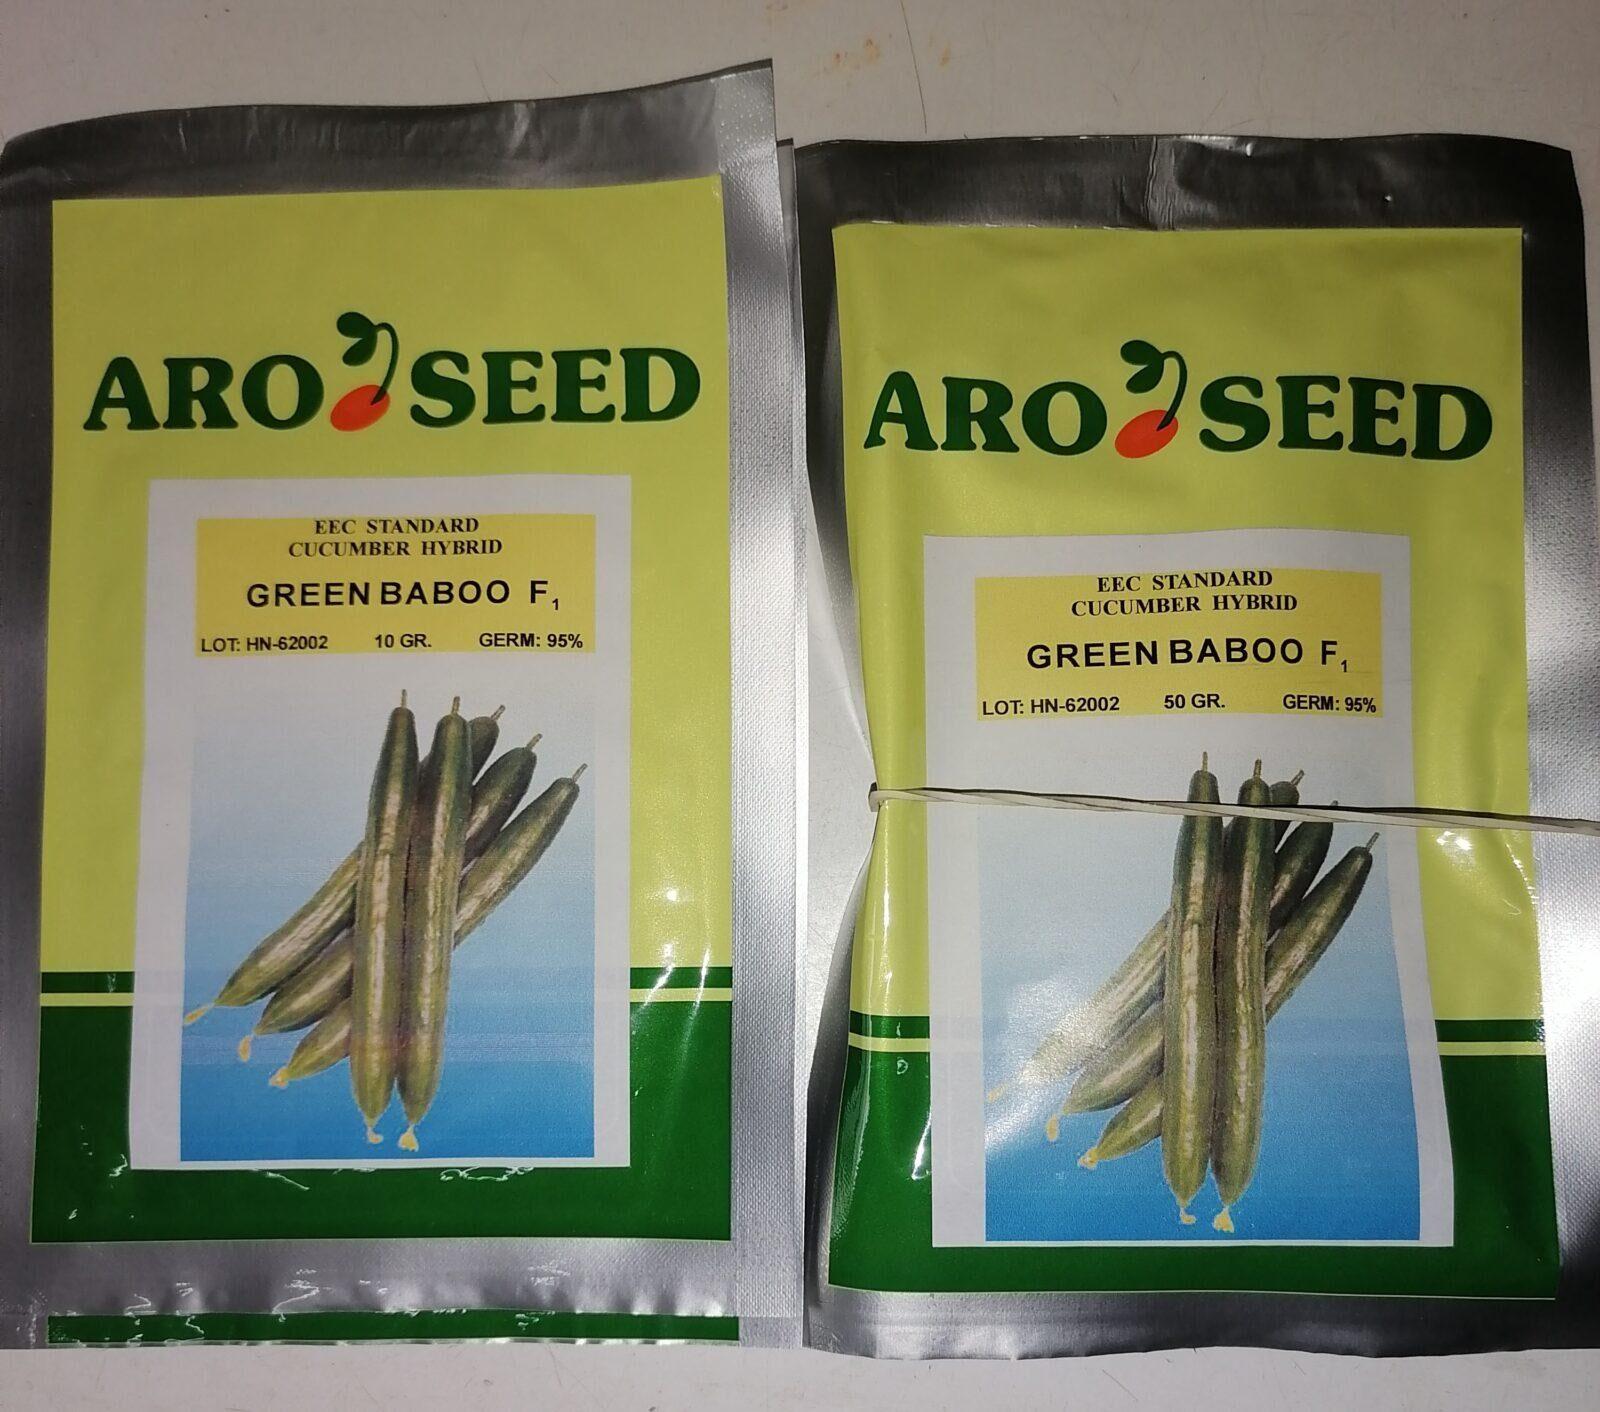 ARO SEED
EEC STANDARD
CUCUMBER HYBRID
GREEN BABOO F1
LOT: HN-62002 10 GR. GERM: 95%
ARO SEED
EEC STANDARD
CUCUMBER HYBRID
GREEN BABOO F1
LOT: HN-62002 50 GR. GERM: 95%